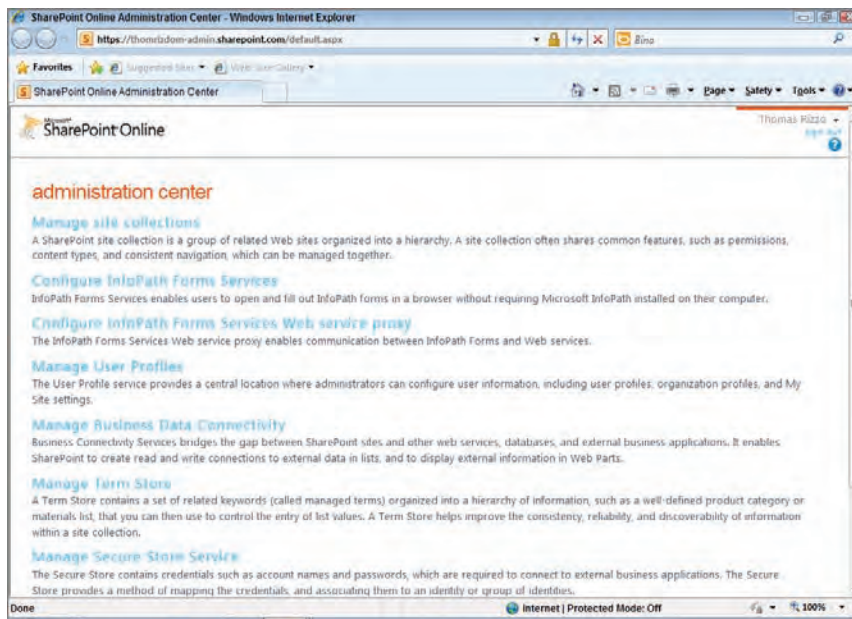 SharePoint Online Administration Center - Windows Internet Explorer
https://thomrizdom-admin.sharepoint.com/default.aspx
Bing
Favorites Suggested Sites Web Slice Gallery
SharePoint Online Administration Center Page Safety Tools
Microsoft
SharePoint Online
Thomas Rizzo
sign out
administration center
Manage site collections
A SharePoint site collection is a group of related Web sites organized into a hierarchy. A site collection often shares common features, such as permissions,
content types, and consistent navigation, which can be managed together.
Configure InfoPath Forms Services
InfoPath Forms Services enables users to open and fill out InfoPath forms in a browser without requiring Microsoft InfoPath installed on their computer.
Configure InfoPath Forms Services Web service proxy
The InfoPath Forms Services Web service proxy enables communication between InfoPath Forms and Web services.
Manage User Profiles
The User Profile service provides a central location where administrators can configure user information, including user profiles, organization profiles, and My
Site settings.
Manage Business Data Connectivity
Business Connectivity Services bridges the gap between SharePoint sites and other web services, databases, and external business applications. It enables
SharePoint to create read and write connections to external data in lists, and to display external information in Web Parts.
Manage Term Store
A Term Store contains a set of related keywords (called managed terms) organized into a hierarchy of information, such as a well-defined product category or
materials list, that you can then use to control the entry of list values. A Term Store helps improve the consistency, reliability, and discoverability of information
within a site collection.
Manage Secure Store Service
The Secure Store contains credentials such as account names and passwords, which are required to connect to external business applications. The Secure
Store provides a method of mapping the credentials, and associating them to an identity or group of identities.
Done Internet | Protected Mode: Off 100%